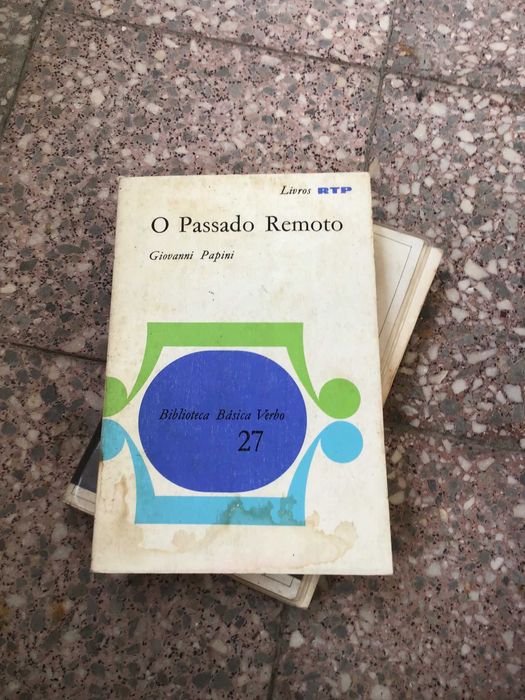 Livros RTP
O Passado Remoto
Giovanni Papini
Biblioteca Básica Verbo
27